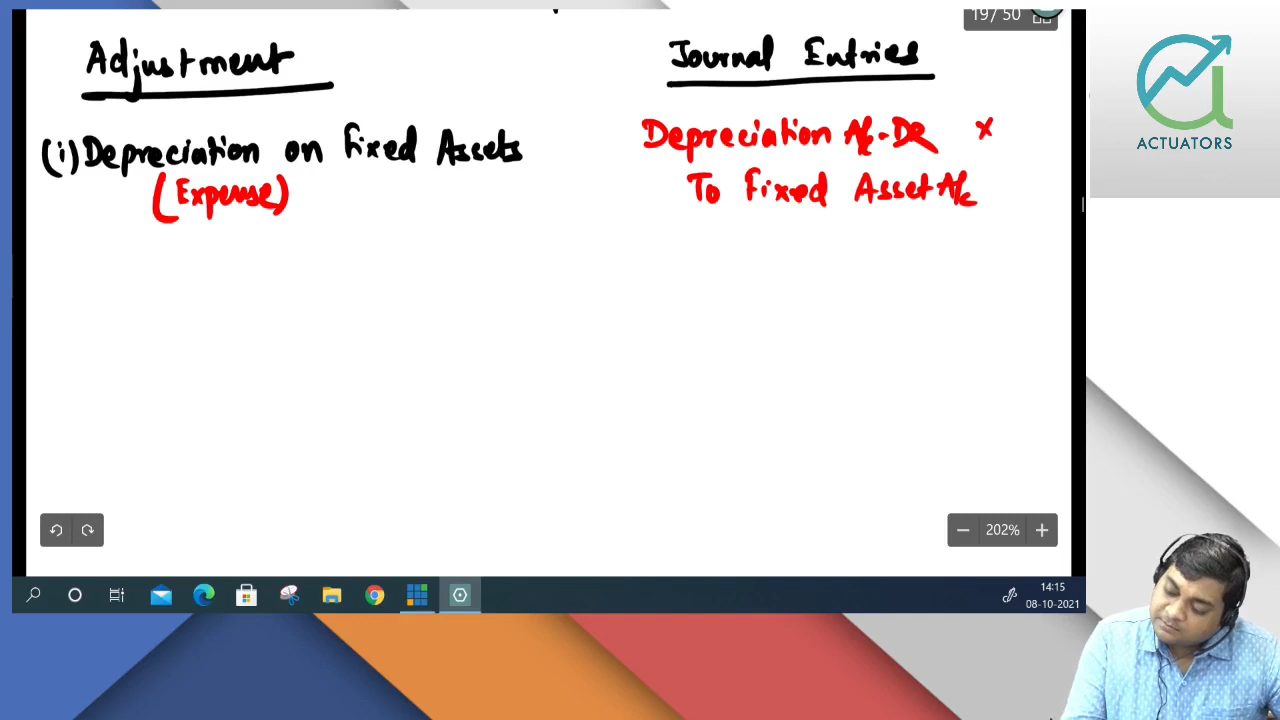 19/ 50
Adjustment
Journal Entries
(i) Depreciation on Fixed Assets
(Expense)
Depreciation A/c - Dr x
To Fixed Asset A/c
ACTUATORS
202%
14:15
08-10-2021